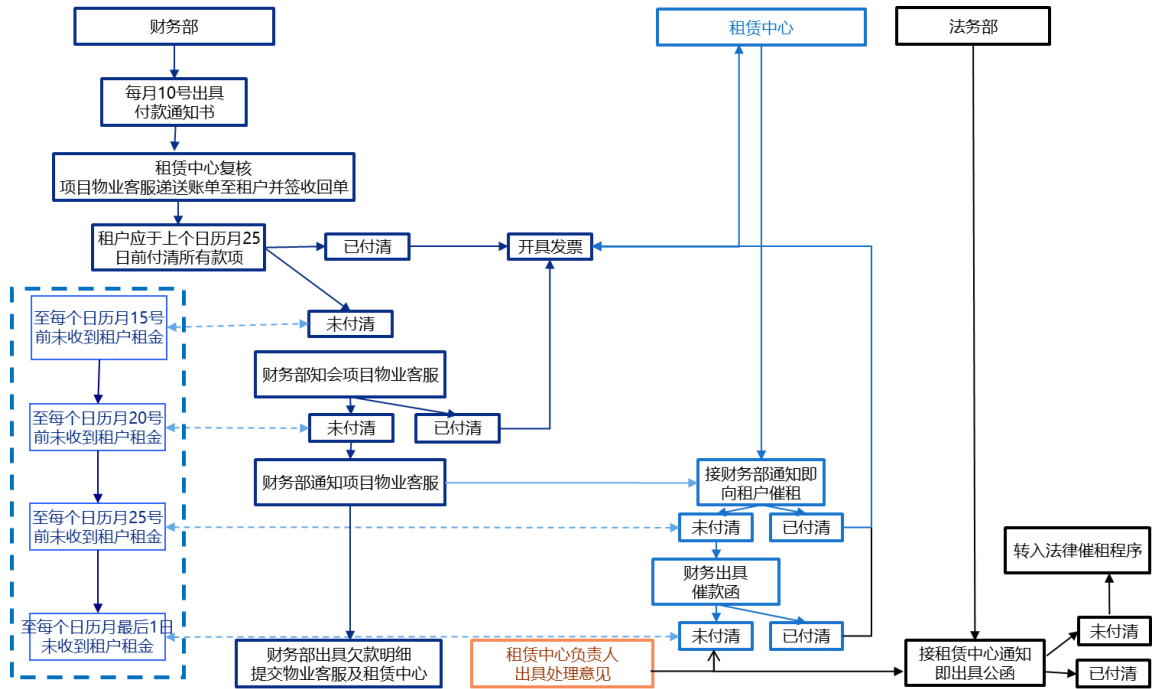 财务部
租赁中心
法务部
每月10号出具
付款通知书
租赁中心复核
项目物业客服递送账单至租户并签收回单
租户应于上个日历月25
日前付清所有款项
已付清
开具发票
至每个日历月15号
前未收到租户租金
未付清
财务部知会项目物业客服
至每个日历月20号
前未收到租户租金
未付清
已付清
财务部通知项目物业客服
接财务部通知即
向租户催租
至每个日历月25号
前未收到租户租金
未付清
已付清
转入法律催租程序
财务出具
催款函
至每个日历月最后1日
未收到租户租金
未付清
已付清
未付清
财务部出具欠款明细
提交物业客服及租赁中心
租赁中心负责人
出具处理意见
接租赁中心通知
即出具公函
已付清